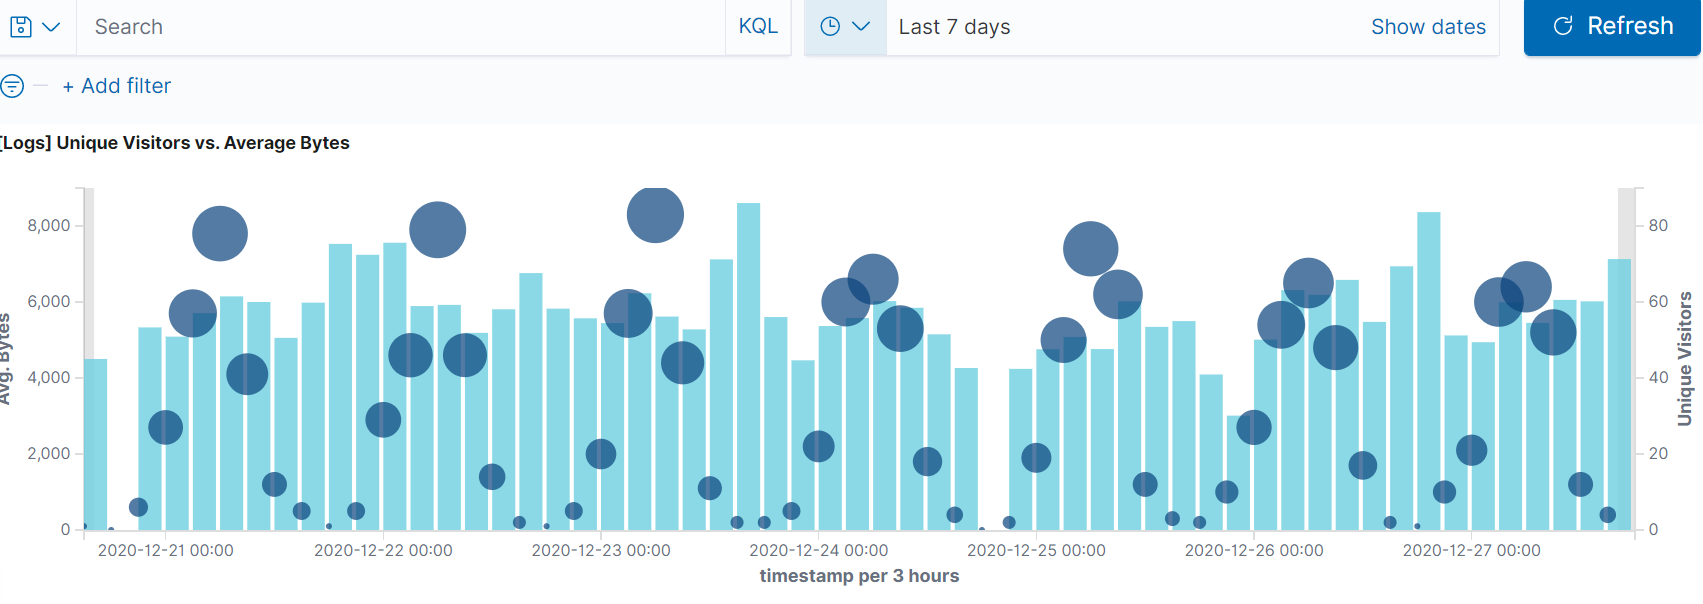 Search KQL Last 7 days Show dates Refresh
+ Add filter
[Logs] Unique Visitors vs. Average Bytes
Avg. Bytes
8,000
6,000
4,000
2,000
0
80
60
40
20
0
Unique Visitors
2020-12-21 00:00 2020-12-22 00:00 2020-12-23 00:00 2020-12-24 00:00 2020-12-25 00:00 2020-12-26 00:00 2020-12-27 00:00
timestamp per 3 hours